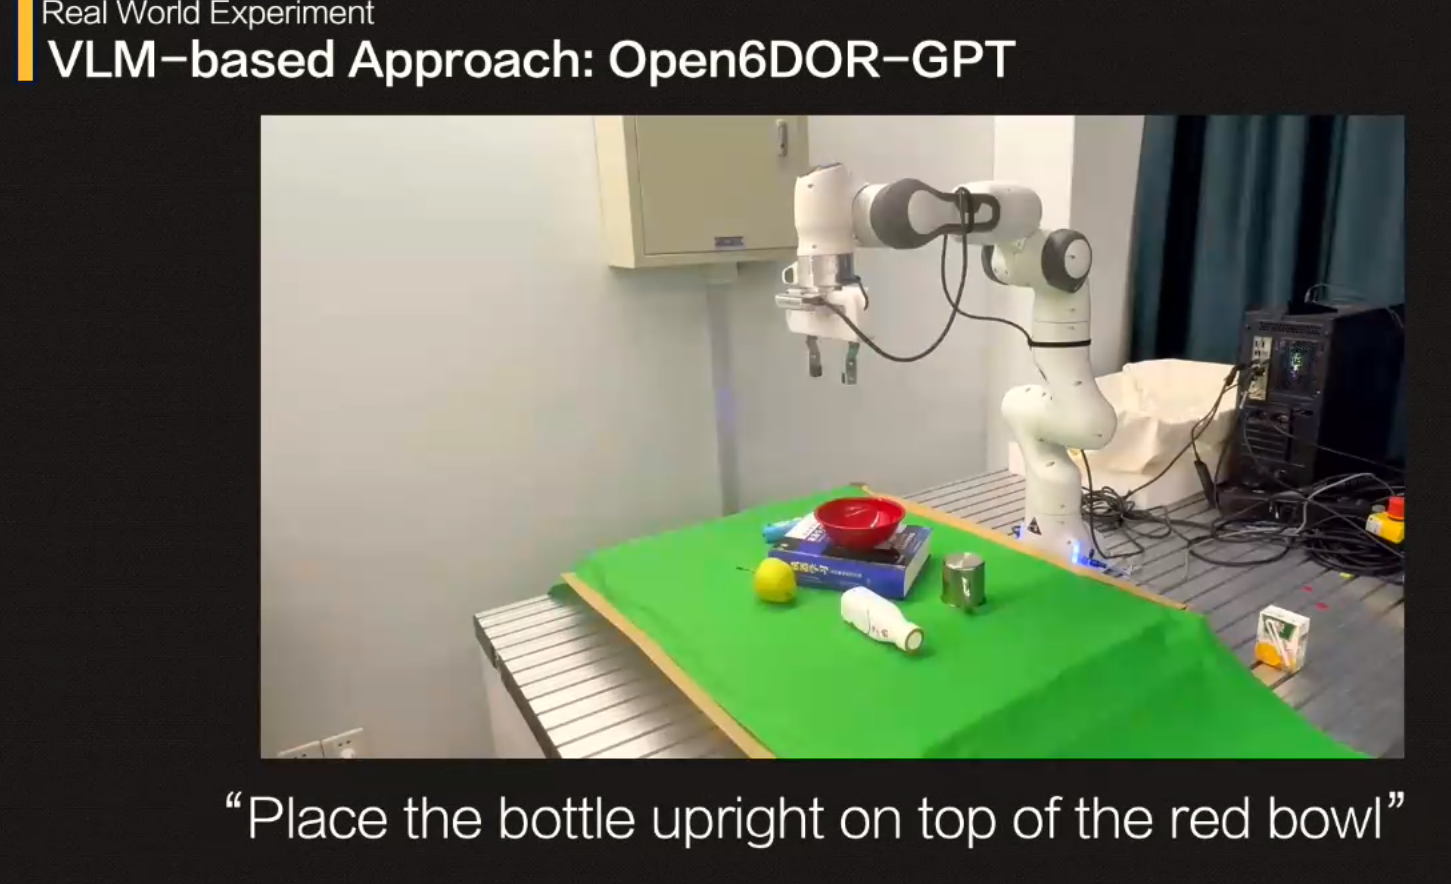 Real World Experiment
VLM-based Approach: Open6DOR-GPT
“Place the bottle upright on top of the red bowl”